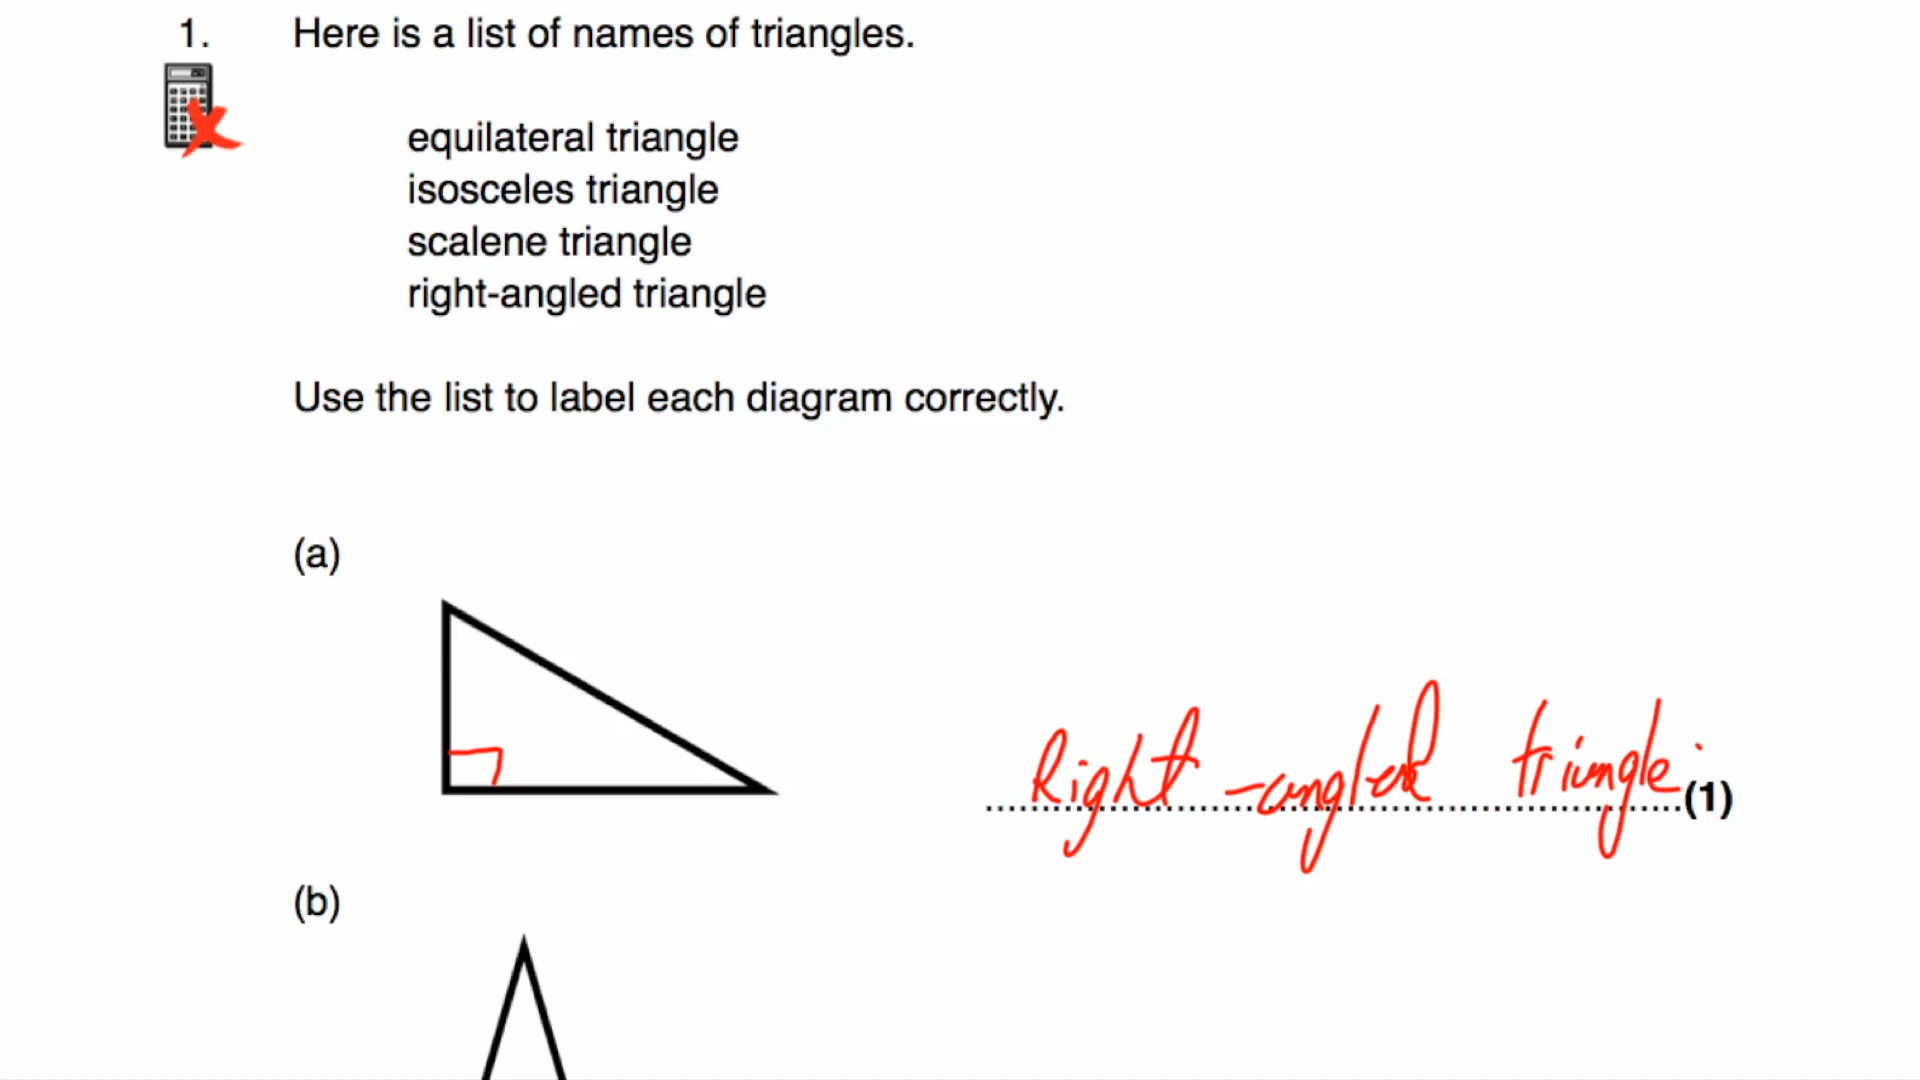 1. Here is a list of names of triangles.
equilateral triangle
isosceles triangle
scalene triangle
right-angled triangle
Use the list to label each diagram correctly.
(a)
Right-angled triangle (1)
(b)